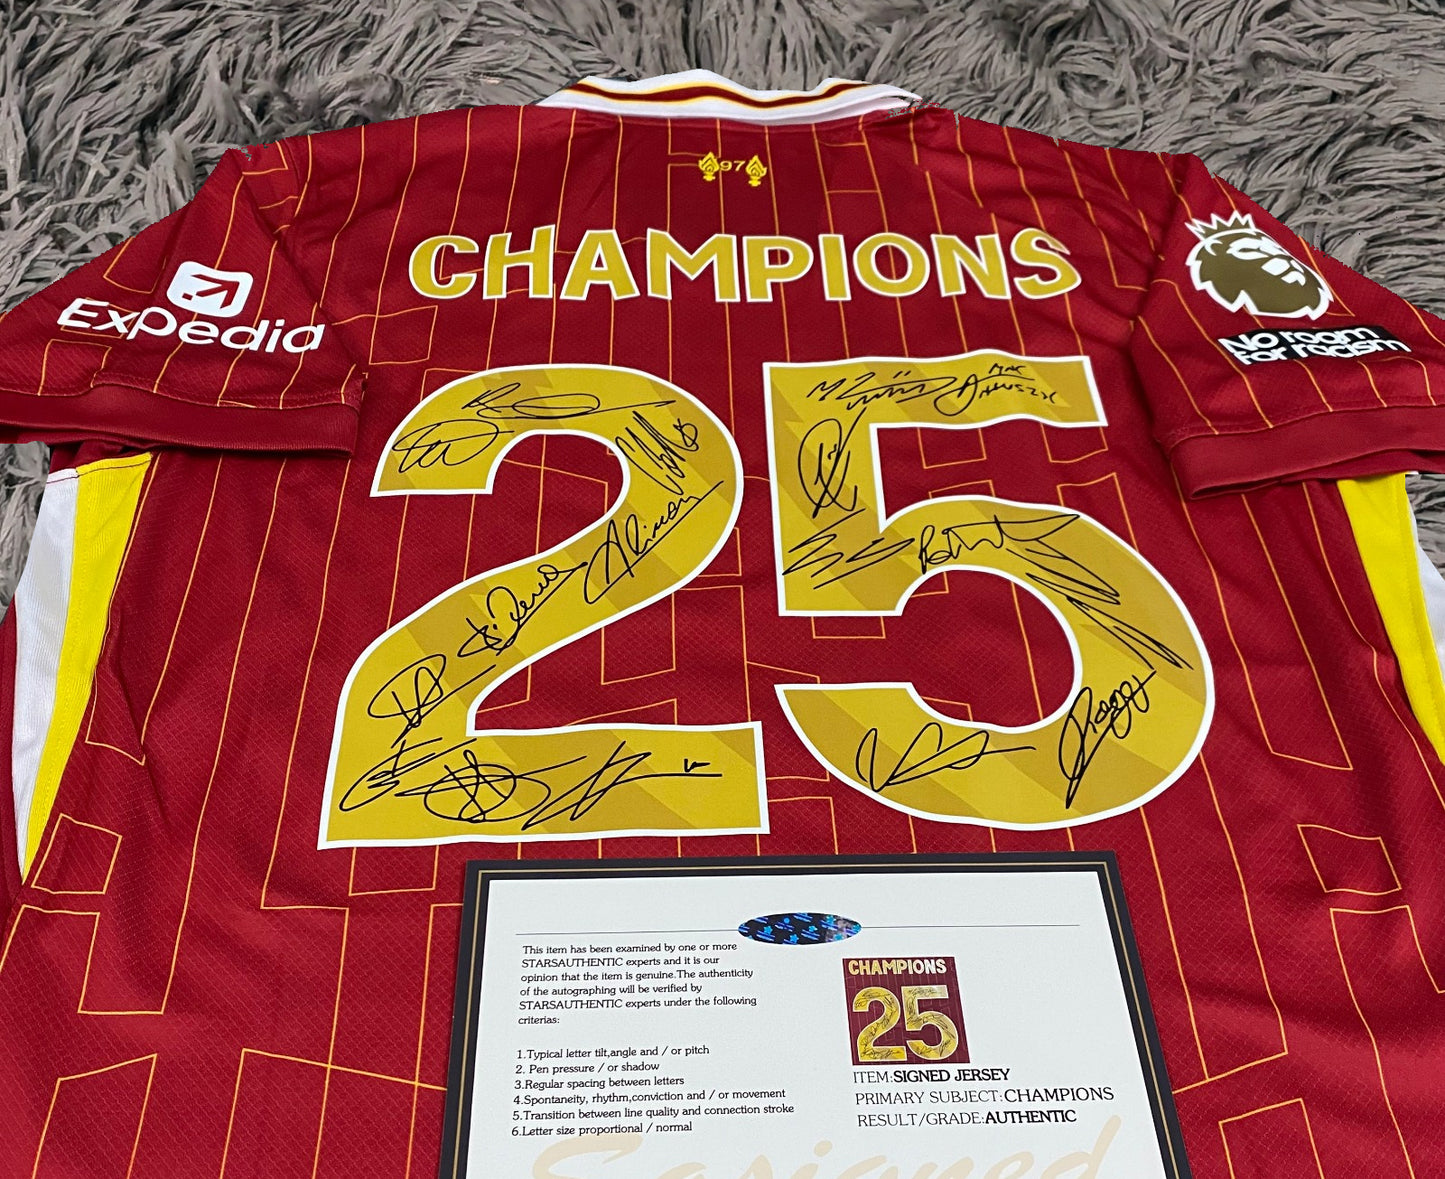 97
CHAMPIONS
Expedia
No room
for racism
25
MAC
This item has been examined by one or more
STARSAUTHENTIC experts and it is our
opinion that the item is genuine.The authenticity
of the autographing will be verified by
STARSAUTHENTIC experts under the following
criterias:
1.Typical letter tilt,angle and / or pitch
2. Pen pressure / or shadow
3.Regular spacing between letters
4.Spontaneity, rhythm,conviction and / or movement
5.Transition between line quality and connection stroke
6.Letter size proportional / normal
CHAMPIONS
25
ITEM:SIGNED JERSEY
PRIMARY SUBJECT:CHAMPIONS
RESULT/GRADE:AUTHENTIC